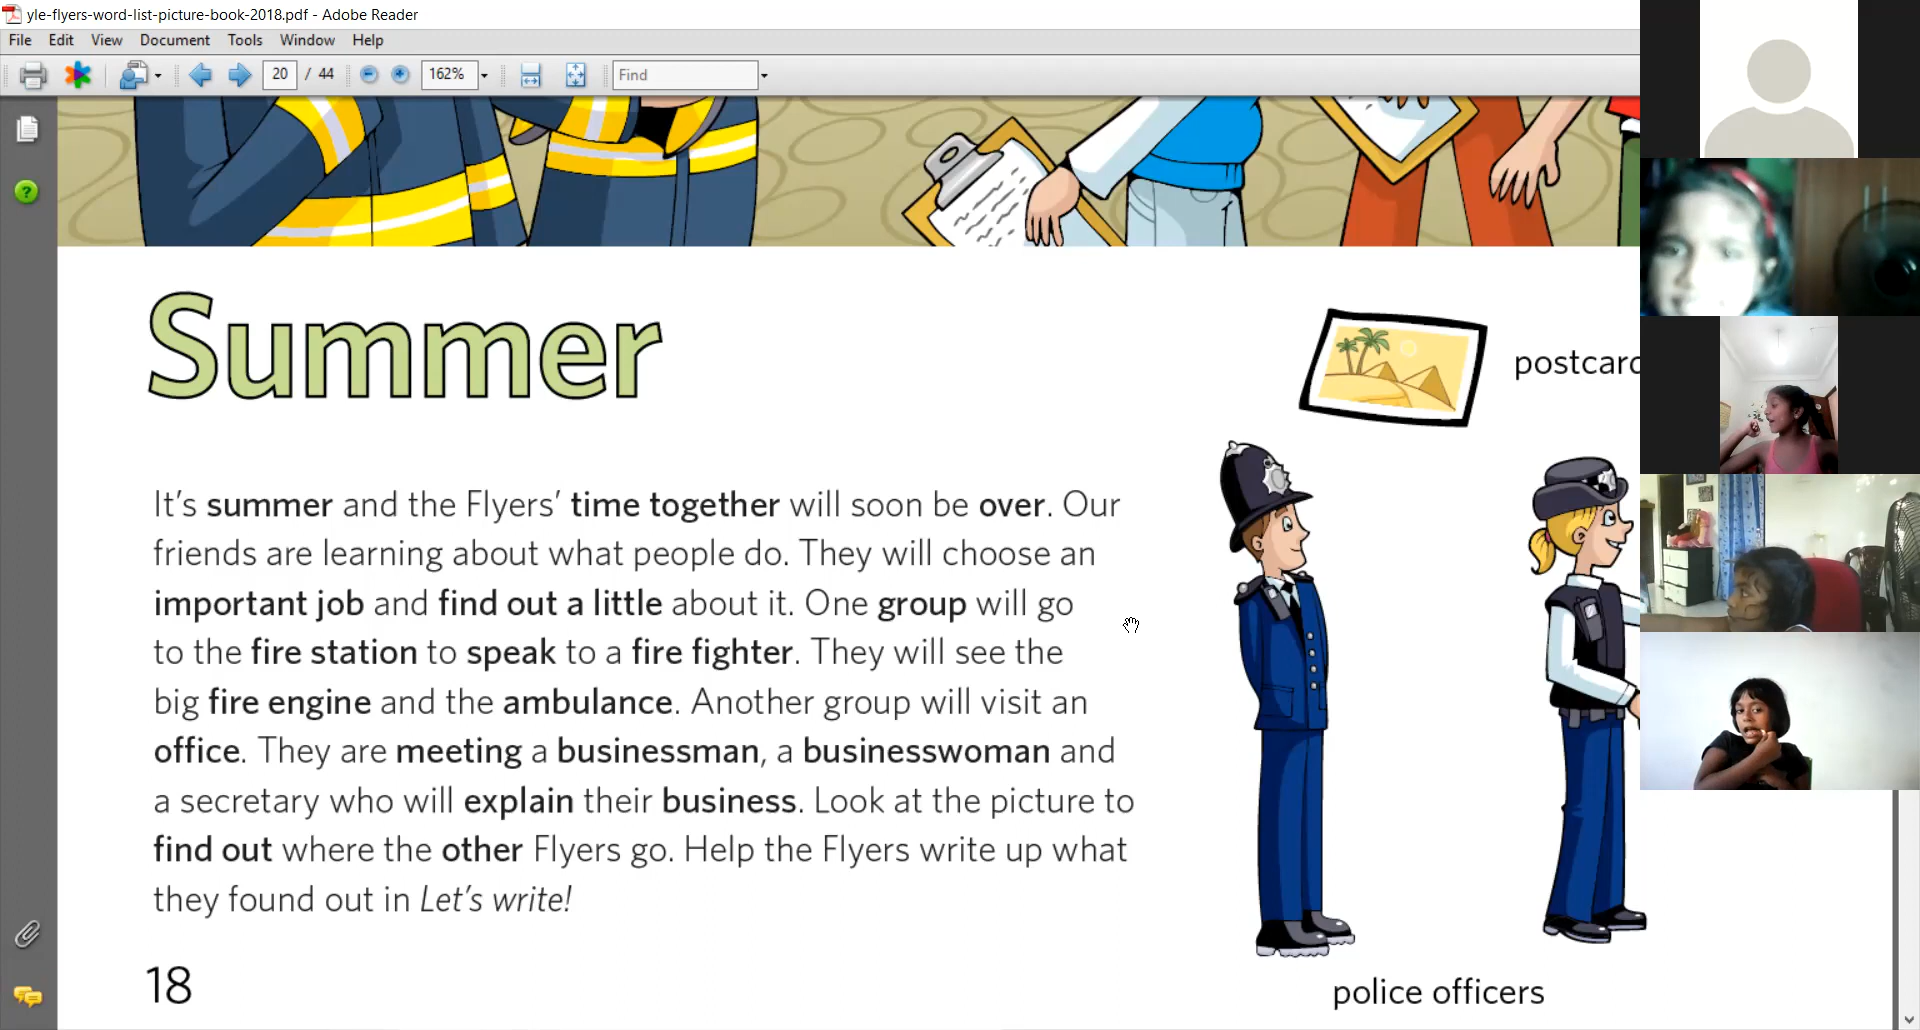 yle-flyers-word-list-picture-book-2018.pdf - Adobe Reader
File Edit View Document Tools Window Help
20 / 44 162% Find
Summer
postcard
It's summer and the Flyers' time together will soon be over. Our
friends are learning about what people do. They will choose an
important job and find out a little about it. One group will go
to the fire station to speak to a fire fighter. They will see the
big fire engine and the ambulance. Another group will visit an
office. They are meeting a businessman, a businesswoman and
a secretary who will explain their business. Look at the picture to
find out where the other Flyers go. Help the Flyers write up what
they found out in Let's write!
18
police officers